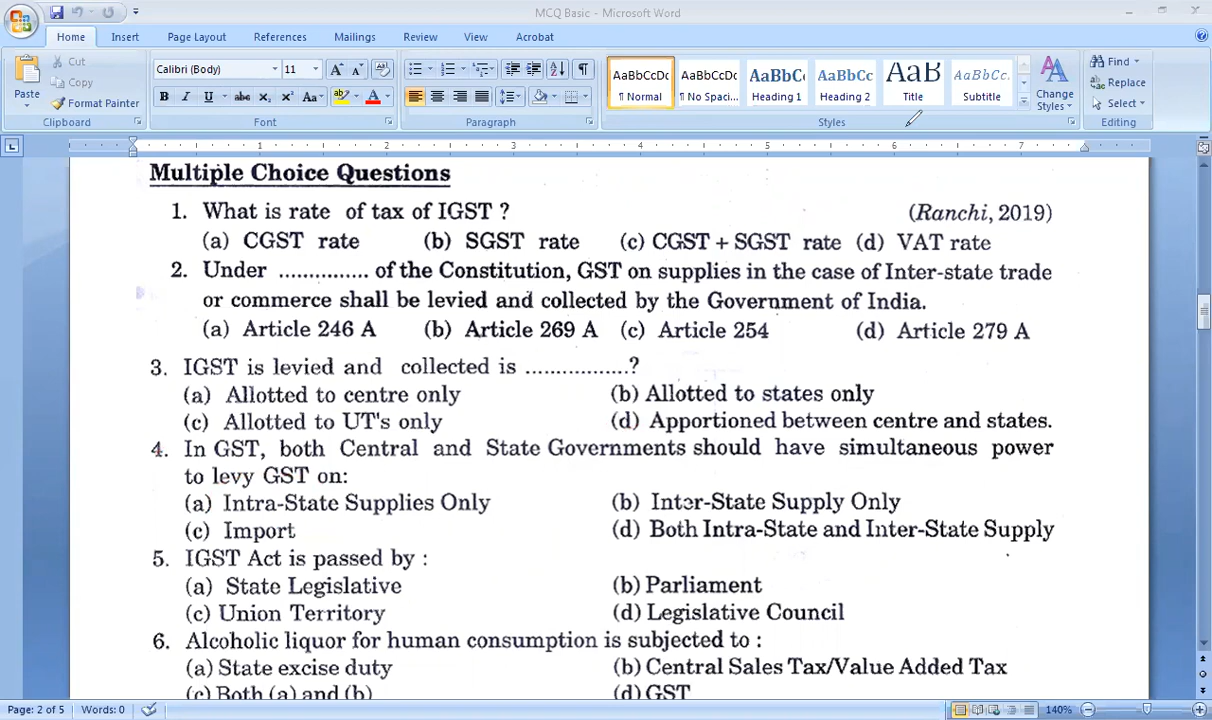 MCQ Basic - Microsoft Word
Home Insert Page Layout References Mailings Review View Acrobat
Paste
Cut
Copy
Format Painter
Clipboard
Calibri (Body) 11
Font
Paragraph
AaBbCcDc AaBbCcDc AaBbC AaBbCc AaB AaBbCc.
¶ Normal ¶ No Spaci... Heading 1 Heading 2 Title Subtitle
Change Styles
Styles
Find
Replace
Select
Editing
1 2 3 4 5 6 7
Multiple Choice Questions
1. What is rate of tax of IGST ? (Ranchi, 2019)
(a) CGST rate (b) SGST rate (c) CGST + SGST rate (d) VAT rate
2. Under ............... of the Constitution, GST on supplies in the case of Inter-state trade
or commerce shall be levied and collected by the Government of India.
(a) Article 246 A (b) Article 269 A (c) Article 254 (d) Article 279 A
3. IGST is levied and collected is .................?
(a) Allotted to centre only (b) Allotted to states only
(c) Allotted to UT's only (d) Apportioned between centre and states.
4. In GST, both Central and State Governments should have simultaneous power
to levy GST on:
(a) Intra-State Supplies Only (b) Inter-State Supply Only
(c) Import (d) Both Intra-State and Inter-State Supply
5. IGST Act is passed by :
(a) State Legislative (b) Parliament
(c) Union Territory (d) Legislative Council
6. Alcoholic liquor for human consumption is subjected to :
(a) State excise duty (b) Central Sales Tax/Value Added Tax
(c) Both (a) and (b) (d) GST
Page: 2 of 5 Words: 0 140%